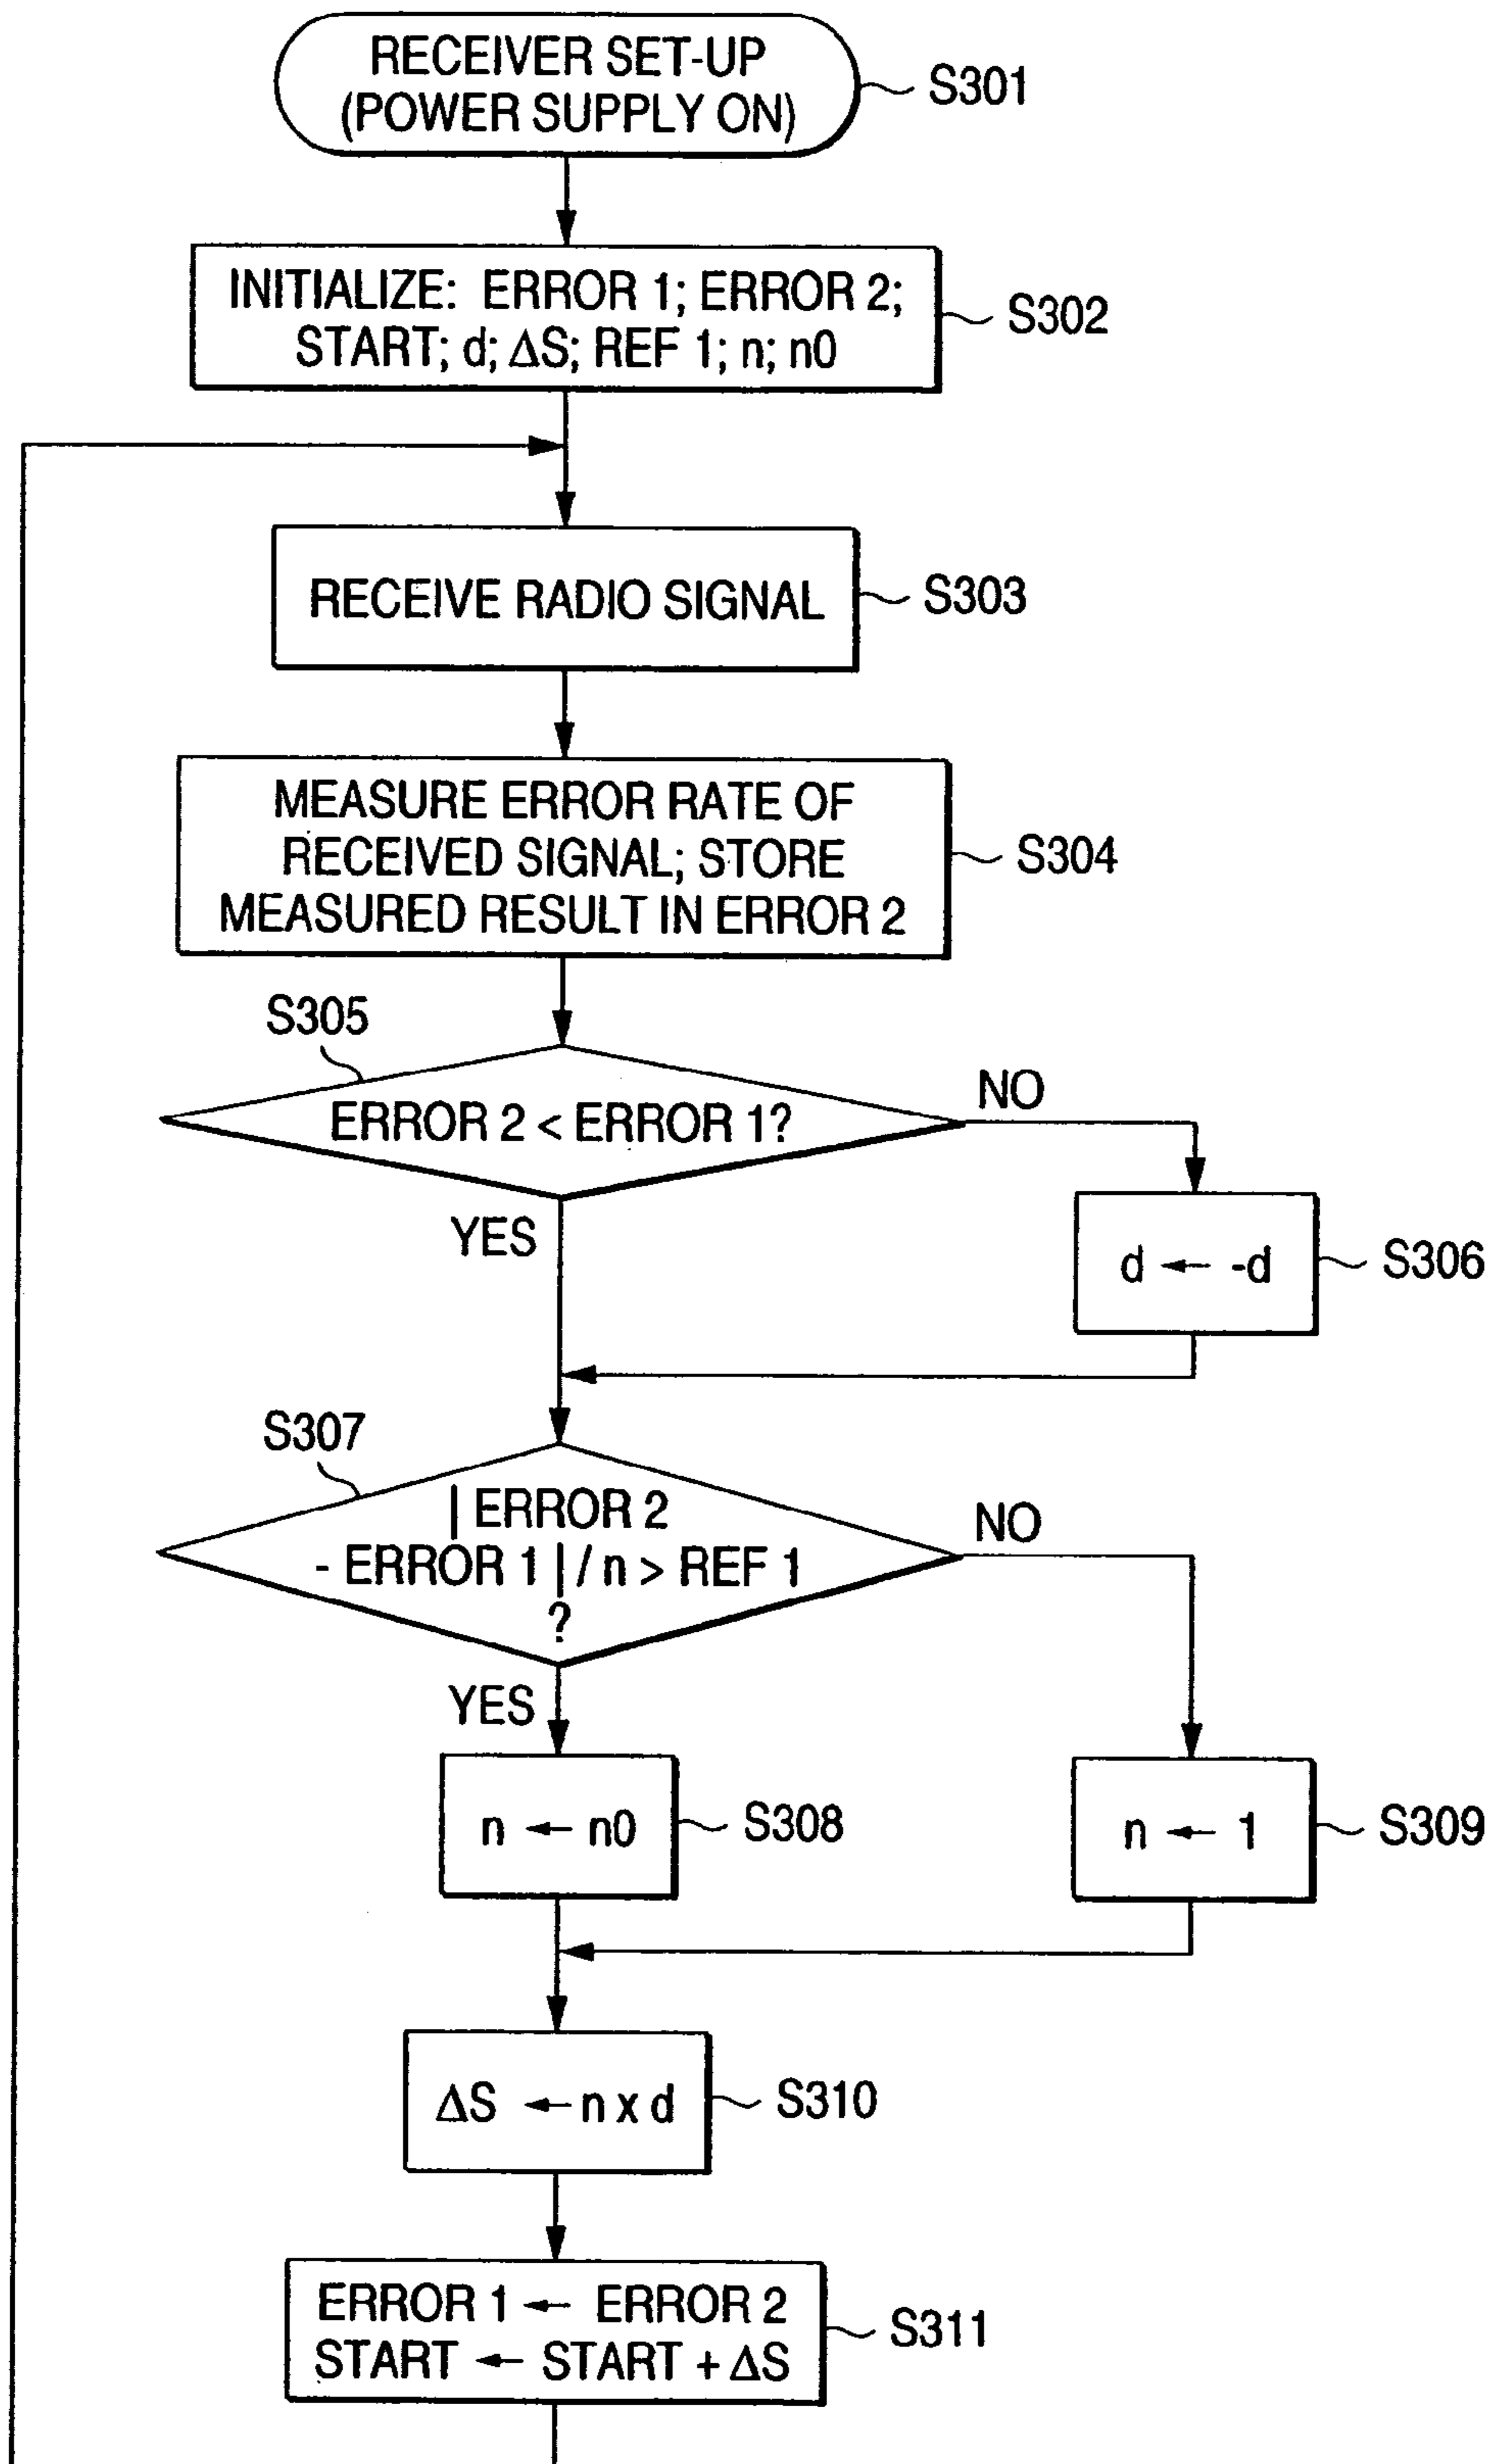 RECEIVER SET-UP
(POWER SUPPLY ON)
S301
INITIALIZE: ERROR 1; ERROR 2;
START; d; ΔS; REF 1; n; n0
S302
RECEIVE RADIO SIGNAL
S303
MEASURE ERROR RATE OF
RECEIVED SIGNAL; STORE
MEASURED RESULT IN ERROR 2
S304
S305
ERROR 2 < ERROR 1?
NO
YES
d ← -d
S306
S307
| ERROR 2
- ERROR 1 | / n > REF 1
?
NO
YES
n ← n0
S308
n ← 1
S309
ΔS ← n x d
S310
ERROR 1 ← ERROR 2
START ← START + ΔS
S311